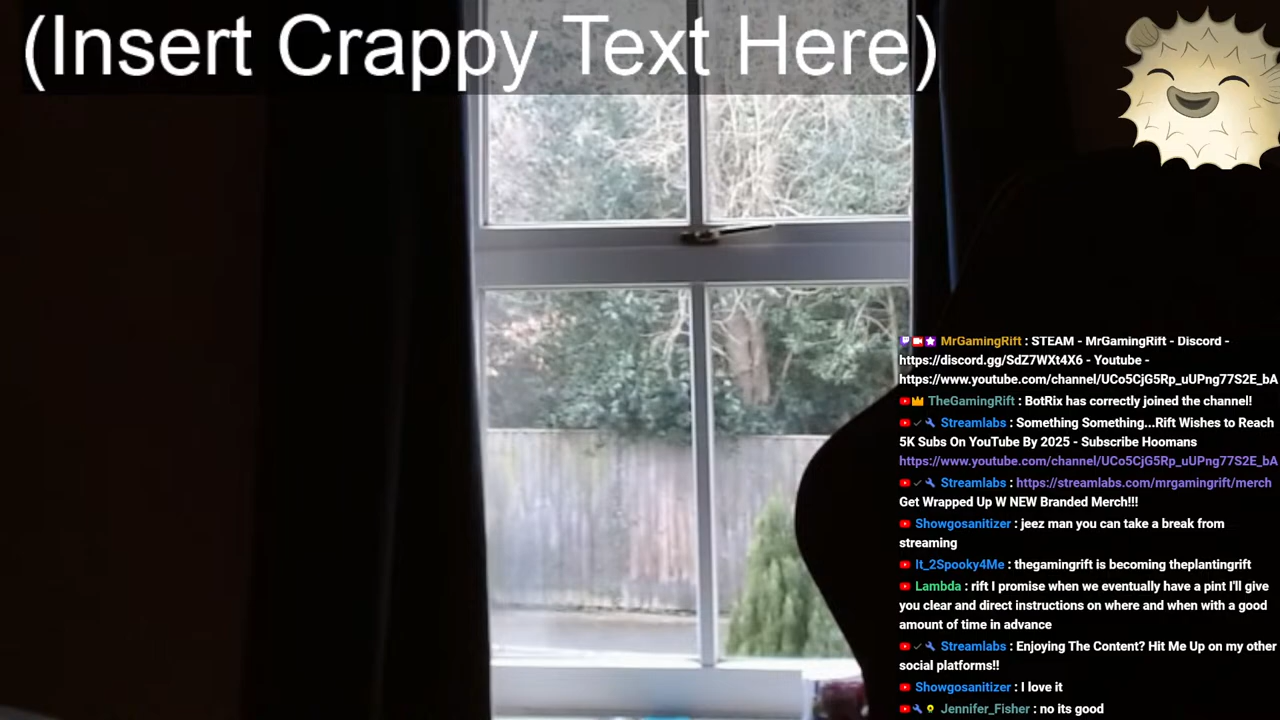 (Insert Crappy Text Here)
MrGamingRift : STEAM - MrGamingRift - Discord -
https://discord.gg/SdZ7WXt4X6 - Youtube -
https://www.youtube.com/channel/UCo5CjG5Rp_uUPng77S2E_bA
TheGamingRift : BotRix has correctly joined the channel!
Streamlabs : Something Something...Rift Wishes to Reach
5K Subs On YouTube By 2025 - Subscribe Hoomans
https://www.youtube.com/channel/UCo5CjG5Rp_uUPng77S2E_bA
Streamlabs : https://streamlabs.com/mrgamingrift/merch
Get Wrapped Up W NEW Branded Merch!!!
Showgosanitizer : jeez man you can take a break from
streaming
It_2Spooky4Me : thegamingrift is becoming theplantingrift
Lambda : rift I promise when we eventually have a pint I'll give
you clear and direct instructions on where and when with a good
amount of time in advance
Streamlabs : Enjoying The Content? Hit Me Up on my other
social platforms!!
Showgosanitizer : I love it
Jennifer_Fisher : no its good